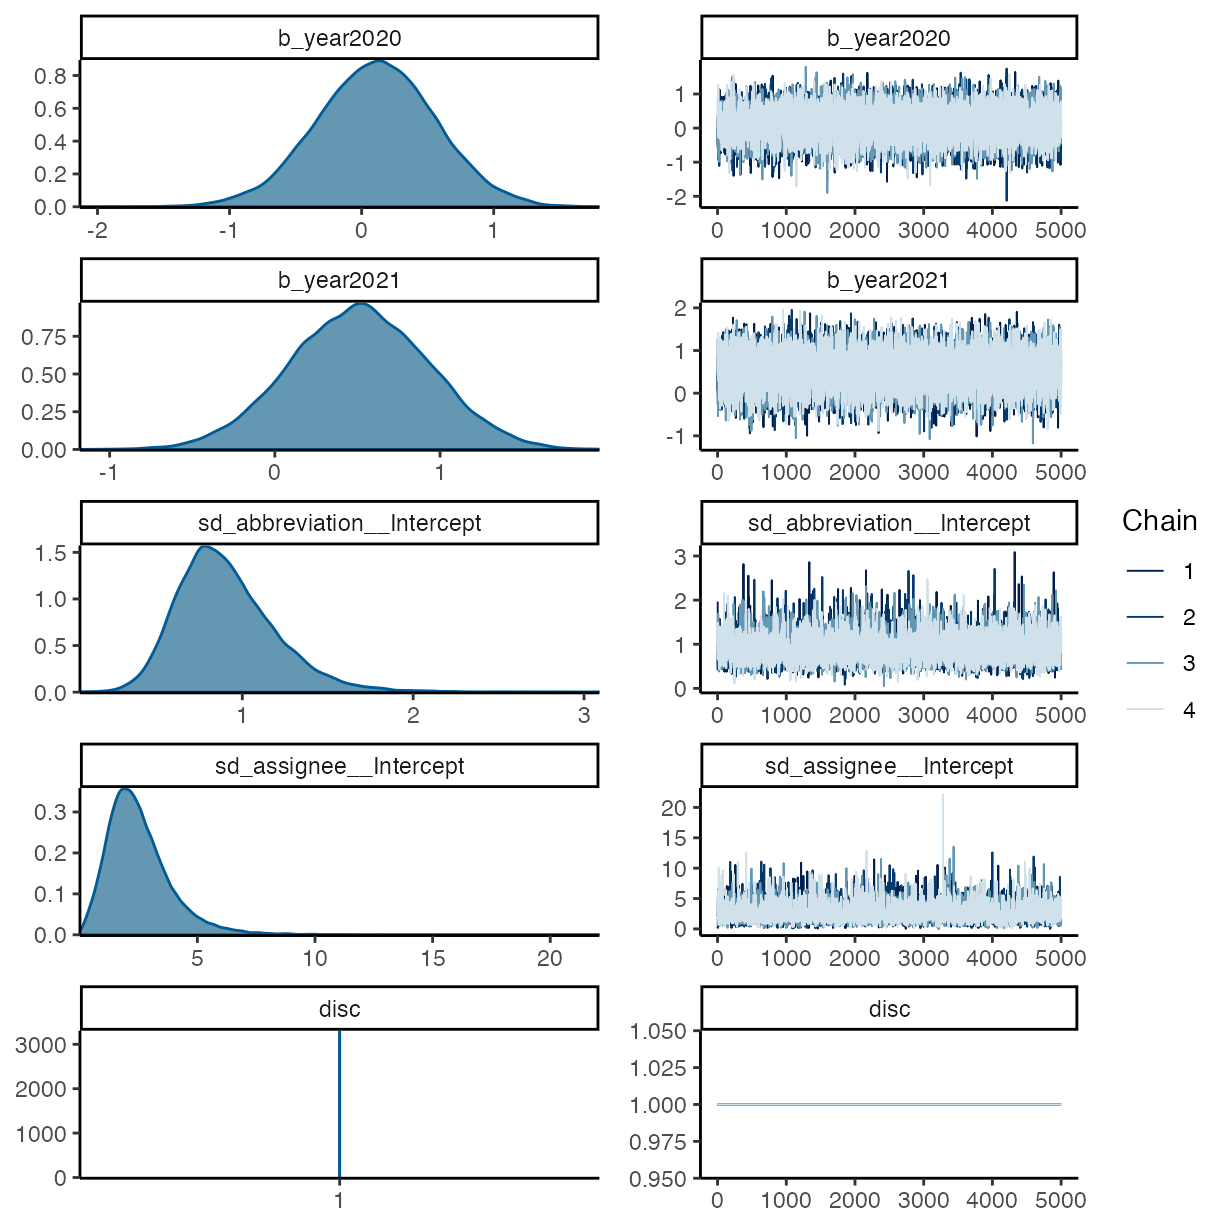 b_year2020
b_year2020
0.8
0.6
0.4
0.2
0.0
-2 -1 0 1
1
0
-1
-2
0 1000 2000 3000 4000 5000
b_year2021
b_year2021
0.75
0.50
0.25
0.00
-1 0 1
2
1
0
-1
0 1000 2000 3000 4000 5000
sd_abbreviation__Intercept
sd_abbreviation__Intercept
1.5
1.0
0.5
0.0
1 2 3
3
2
1
0
0 1000 2000 3000 4000 5000
sd_assignee__Intercept
sd_assignee__Intercept
0.3
0.2
0.1
0.0
5 10 15 20
20
15
10
5
0
0 1000 2000 3000 4000 5000
disc
disc
3000
2000
1000
0
1
1.050
1.025
1.000
0.975
0.950
0 1000 2000 3000 4000 5000
Chain
1
2
3
4